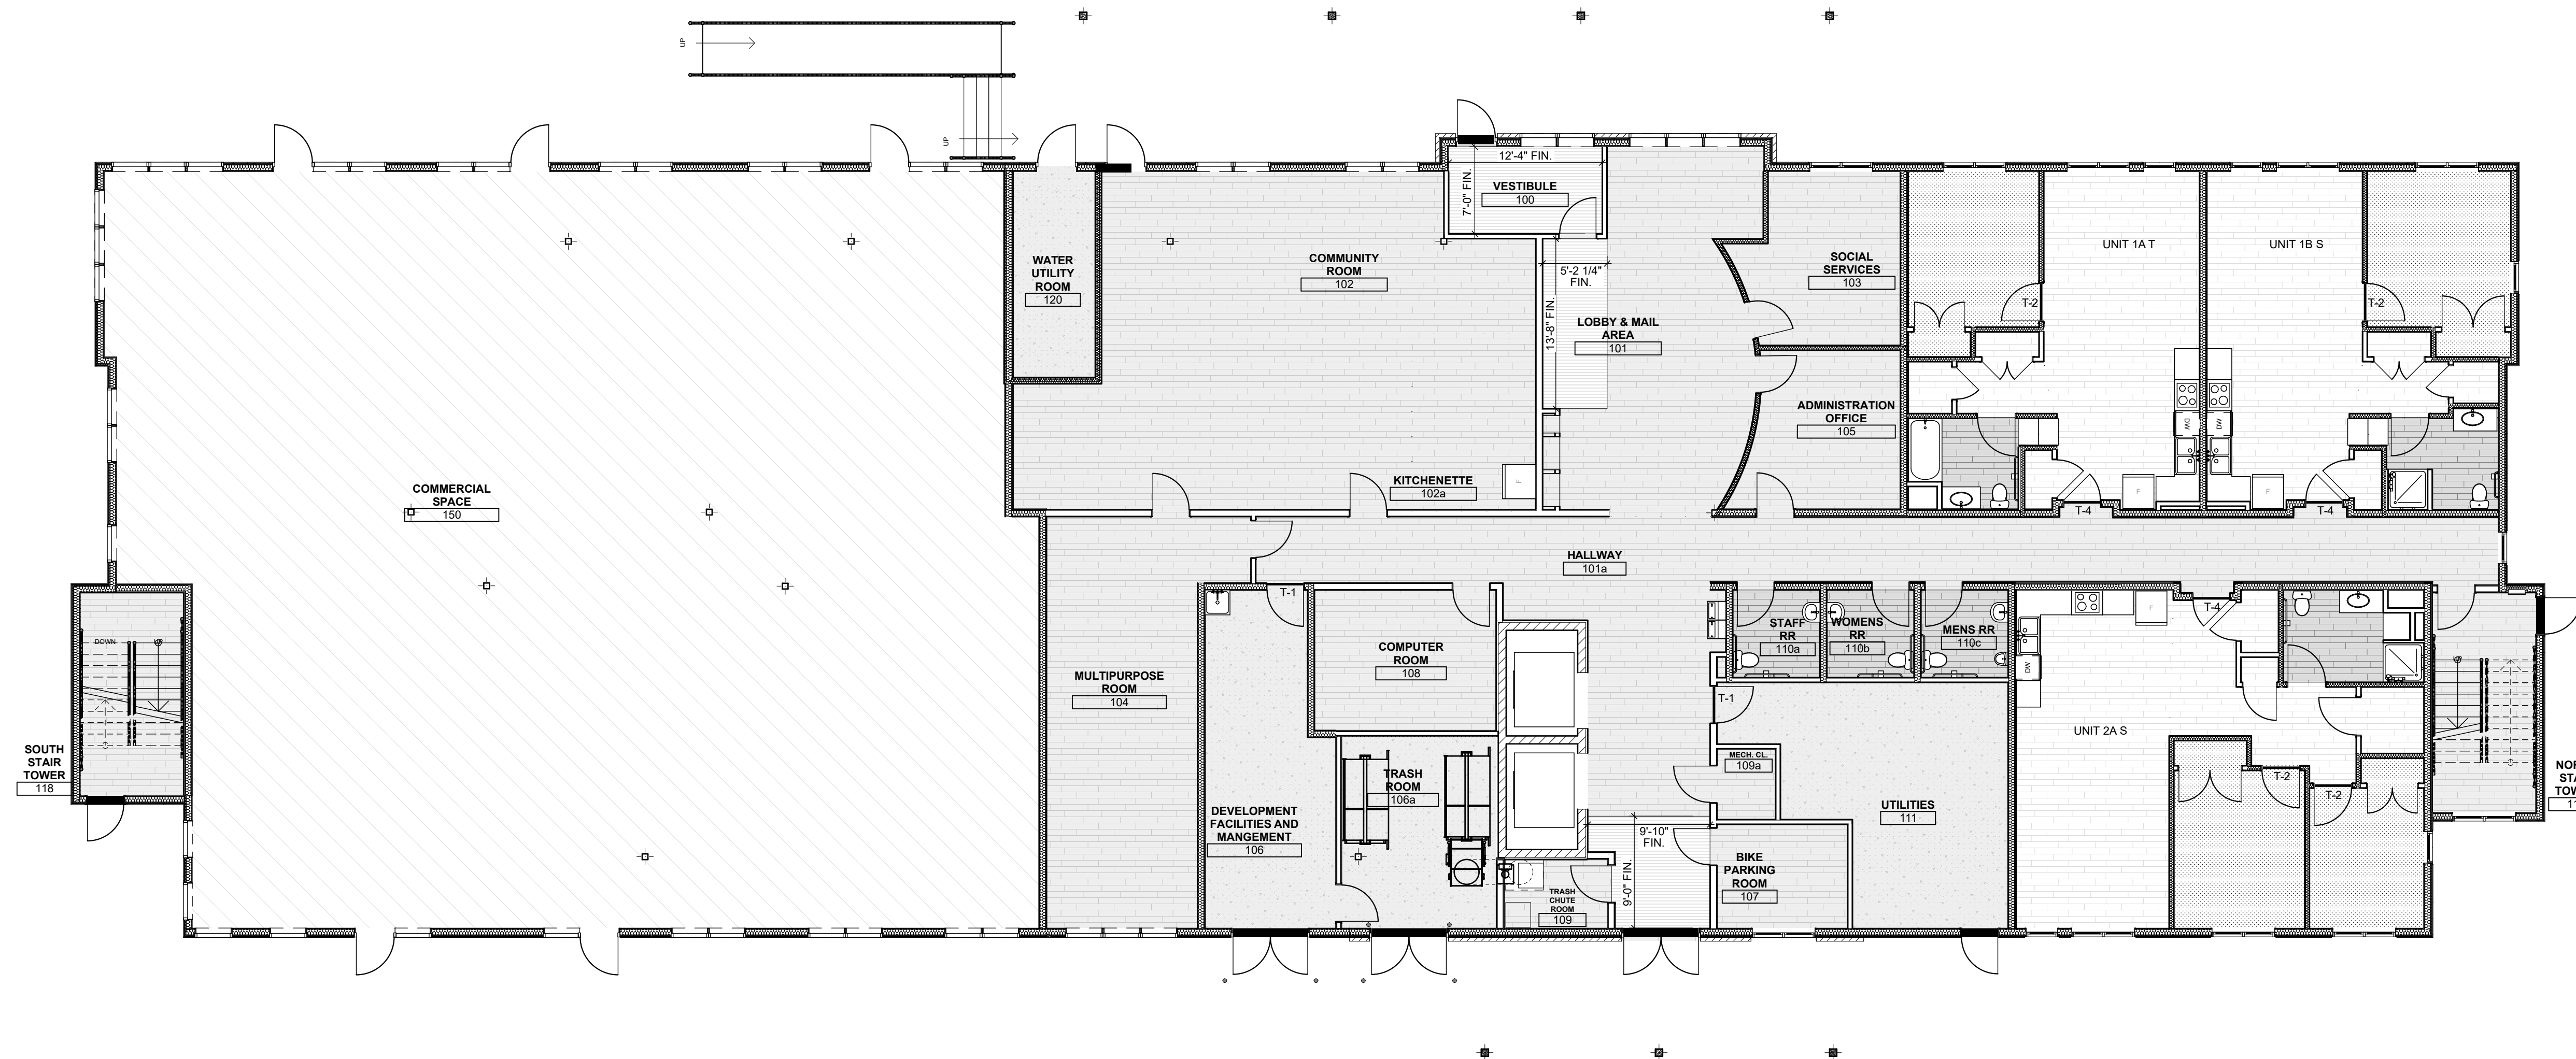 UP
UP
12'-4" FIN.
7'-0" FIN.
VESTIBULE
100
WATER
UTILITY
ROOM
120
COMMUNITY
ROOM
102
5'-2 1/4"
FIN.
13'-8" FIN.
LOBBY & MAIL
AREA
101
SOCIAL
SERVICES
103
UNIT 1A T
UNIT 1B S
T-2
T-2
ADMINISTRATION
OFFICE
105
DW
DW
KITCHENETTE
102a
F
F
F
T-4
T-4
COMMERCIAL
SPACE
150
HALLWAY
101a
T-1
STAFF
RR
110a
WOMENS
RR
110b
MENS RR
110c
F
T-4
DW
DOWN
UP
UP
COMPUTER
ROOM
108
MULTIPURPOSE
ROOM
104
T-1
UNIT 2A S
SOUTH
STAIR
TOWER
118
MECH. CL.
109a
TRASH
ROOM
106a
T-2
T-2
DEVELOPMENT
FACILITIES AND
MANGEMENT
106
UTILITIES
111
9'-10"
FIN.
9'-0" FIN.
BIKE
PARKING
ROOM
107
TRASH
CHUTE
ROOM
109